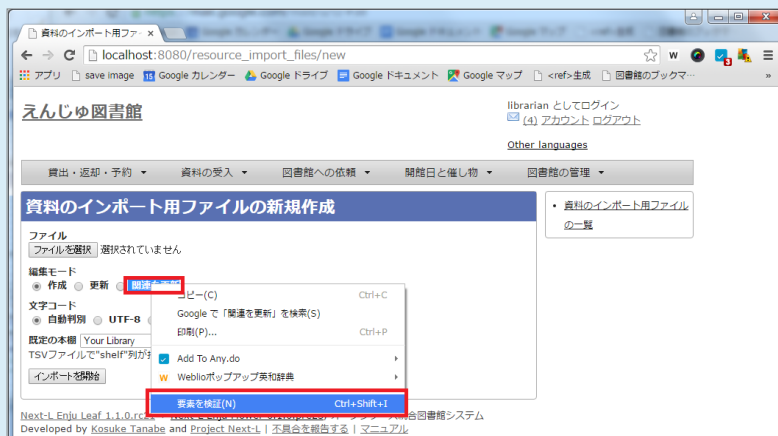 資料のインポート用ファ
localhost:8080/resource_import_files/new
アプリ save image Google カレンダー Google ドライブ Google ドキュメント Google マップ <ref>生成 図書館のブックマ…
えんじゅ図書館
librarian としてログイン
(4) アカウント ログアウト
Other languages
貸出・返却・予約 ▼ 資料の受入 ▼ 図書館への依頼 ▼ 開館日と催し物 ▼ 図書館の管理 ▼
資料のインポート用ファイルの新規作成
• 資料のインポート用ファイルの一覧
ファイル
ファイルを選択 選択されていません
編集モード
作成 更新 関連を更新
文字コード
自動判別 UTF-8
既定の本棚 Your Library
TSVファイルで"shelf"列が
インポートを開始
コピー(C) Ctrl+C
Google で「関連を更新」を検索(S)
印刷(P)... Ctrl+P
Add To Any.do
Weblioポップアップ英和辞典
要素を検証(N) Ctrl+Shift+I
Next-L Enju Leaf 1.1.0.rc
合図書館システム
Developed by Kosuke Tanabe and Project Next-L | 不具合を報告する | マニュアル